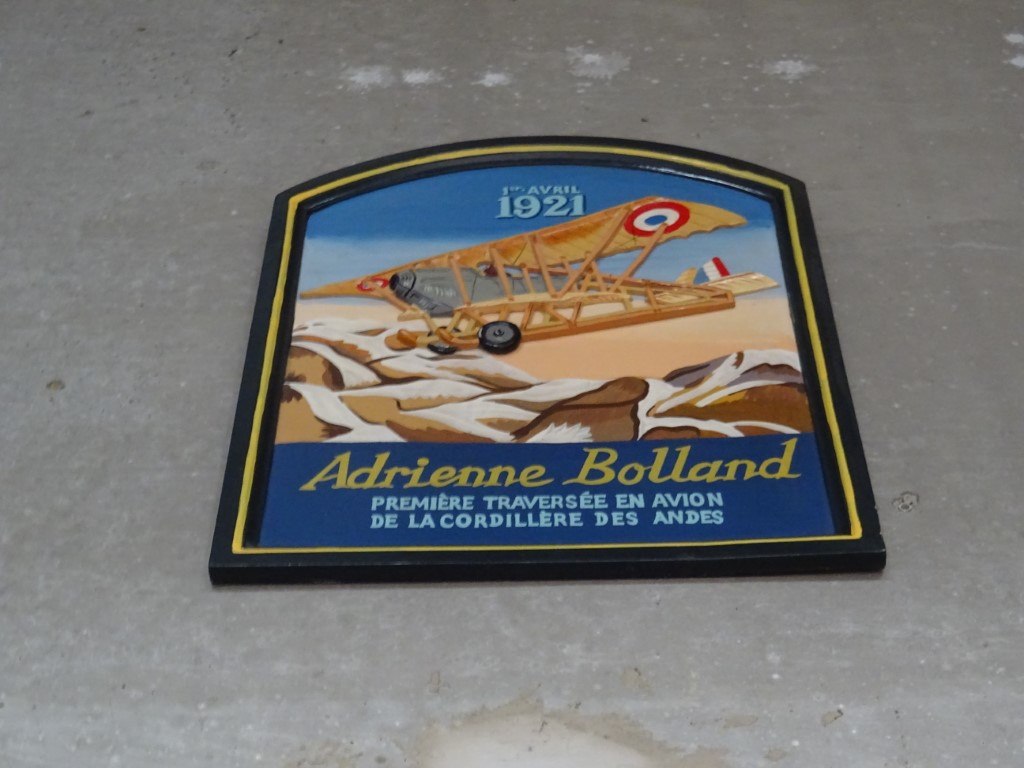 1er AVRIL
1921
Adrienne Bolland
PREMIÈRE TRAVERSÉE EN AVION
DE LA CORDILLÈRE DES ANDES